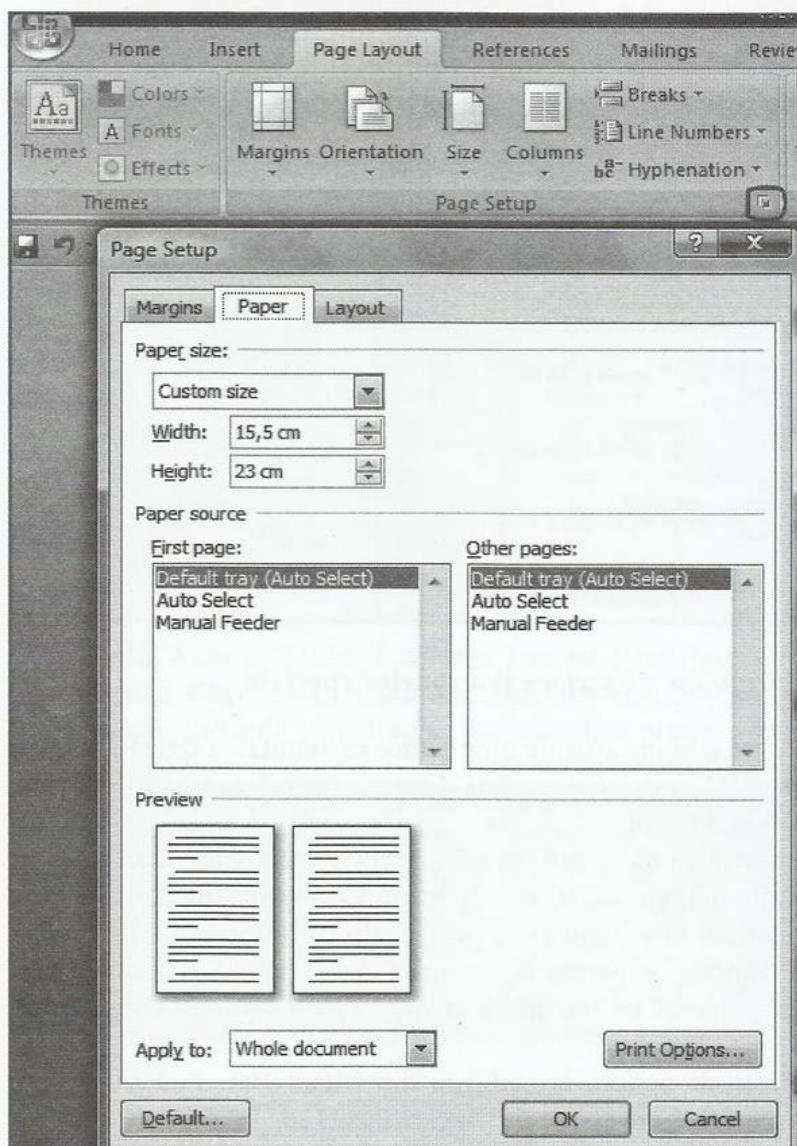 Home Insert Page Layout References Mailings
Themes Colors Fonts Effects
Margins Orientation Size Columns
Breaks
Line Numbers
Hyphenation
Themes Page Setup
Page Setup
Margins Paper Layout
Paper size:
Custom size
Width: 15,5 cm
Height: 23 cm
Paper source
First page: Other pages:
Default tray (Auto Select) Default tray (Auto Select)
Auto Select Auto Select
Manual Feeder Manual Feeder
Preview
Apply to: Whole document Print Options...
Default... OK Cancel